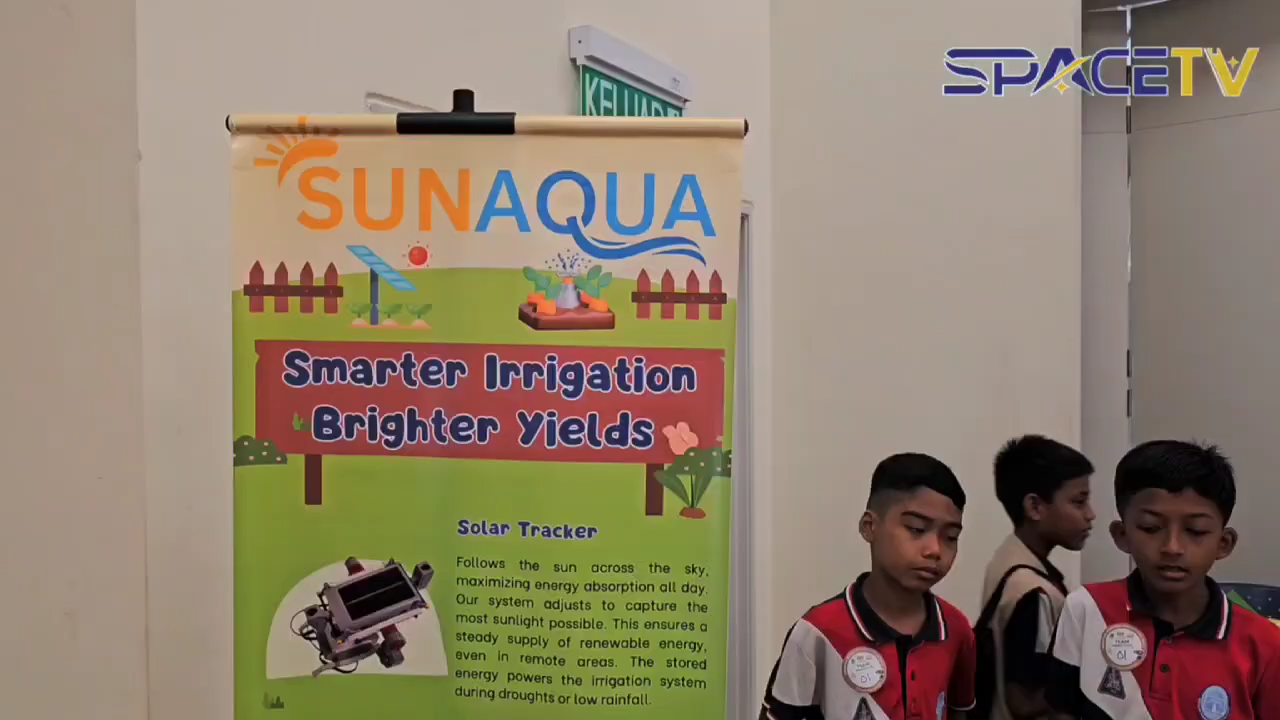 SPACETV
SUNAQUA
Smarter Irrigation
Brighter Yields
Solar Tracker
Follows the sun across the sky,
maximizing energy absorption all day.
Our system adjusts to capture the
most sunlight possible. This ensures a
steady supply of renewable energy,
even in remote areas. The stored
energy powers the irrigation system
during droughts or low rainfall.
01
01